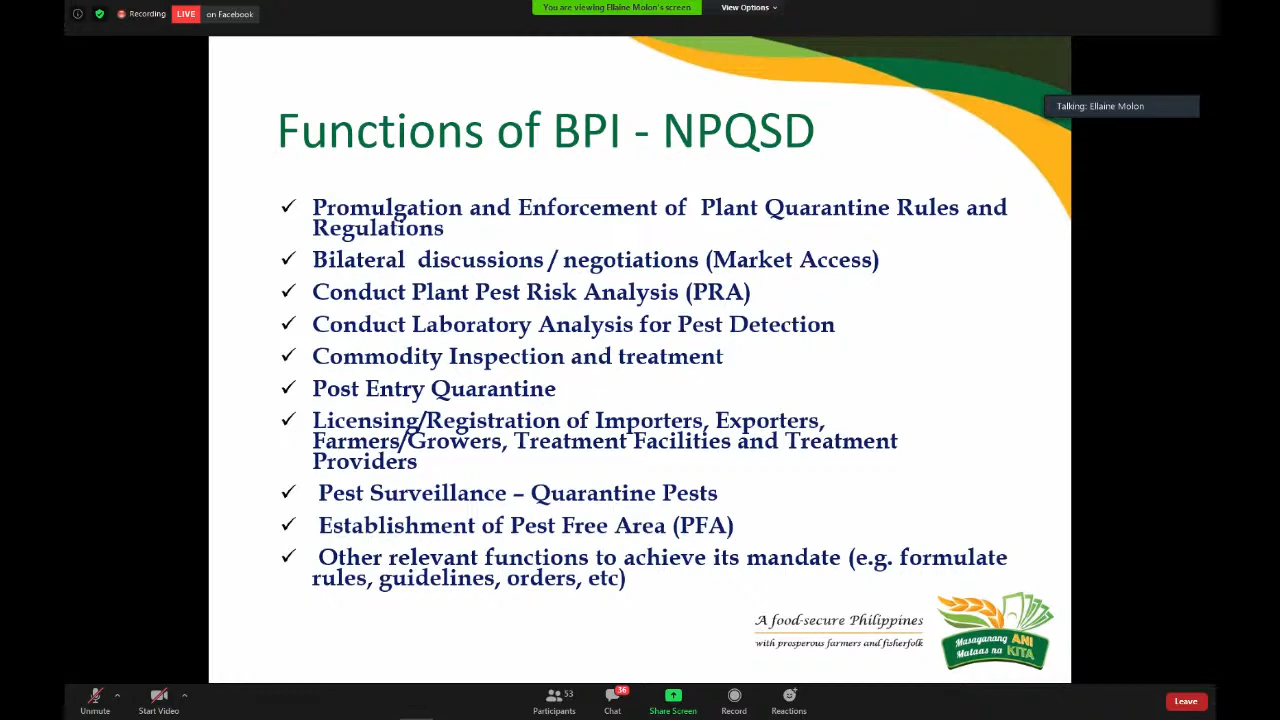 Recording
LIVE
on Facebook
You are viewing Ellaine Molon's screen
View Options
Talking: Ellaine Molon
Functions of BPI - NPQSD
✓ Promulgation and Enforcement of Plant Quarantine Rules and
Regulations
✓ Bilateral discussions / negotiations (Market Access)
✓ Conduct Plant Pest Risk Analysis (PRA)
✓ Conduct Laboratory Analysis for Pest Detection
✓ Commodity Inspection and treatment
✓ Post Entry Quarantine
✓ Licensing/Registration of Importers, Exporters,
Farmers/Growers, Treatment Facilities and Treatment
Providers
✓ Pest Surveillance – Quarantine Pests
✓ Establishment of Pest Free Area (PFA)
✓ Other relevant functions to achieve its mandate (e.g. formulate
rules, guidelines, orders, etc)
A food-secure Philippines
with prosperous farmers and fisherfolk
Masaganang ANI
Mataas na KITA
Unmute
Start Video
53
Participants
36
Chat
Share Screen
Record
Reactions
Leave